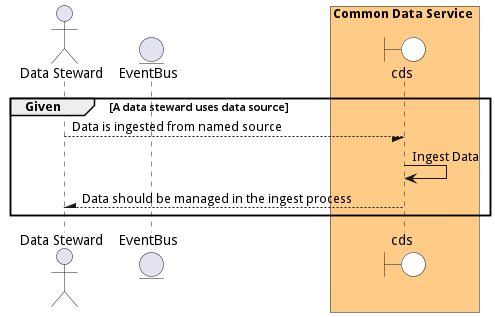 Common Data Service
Data Steward
EventBus
cds
Given
[A data steward uses data source]
Data is ingested from named source
Ingest Data
Data should be managed in the ingest process
Data Steward
EventBus
cds